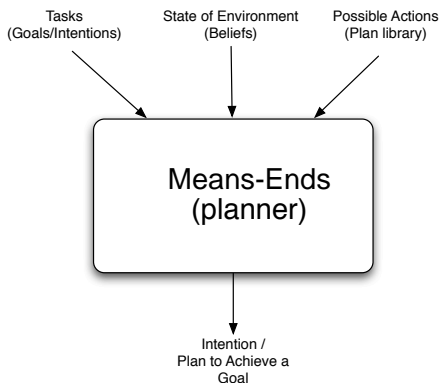 Tasks
(Goals/Intentions)
State of Environment
(Beliefs)
Possible Actions
(Plan library)
Means-Ends
(planner)
Intention /
Plan to Achieve a
Goal